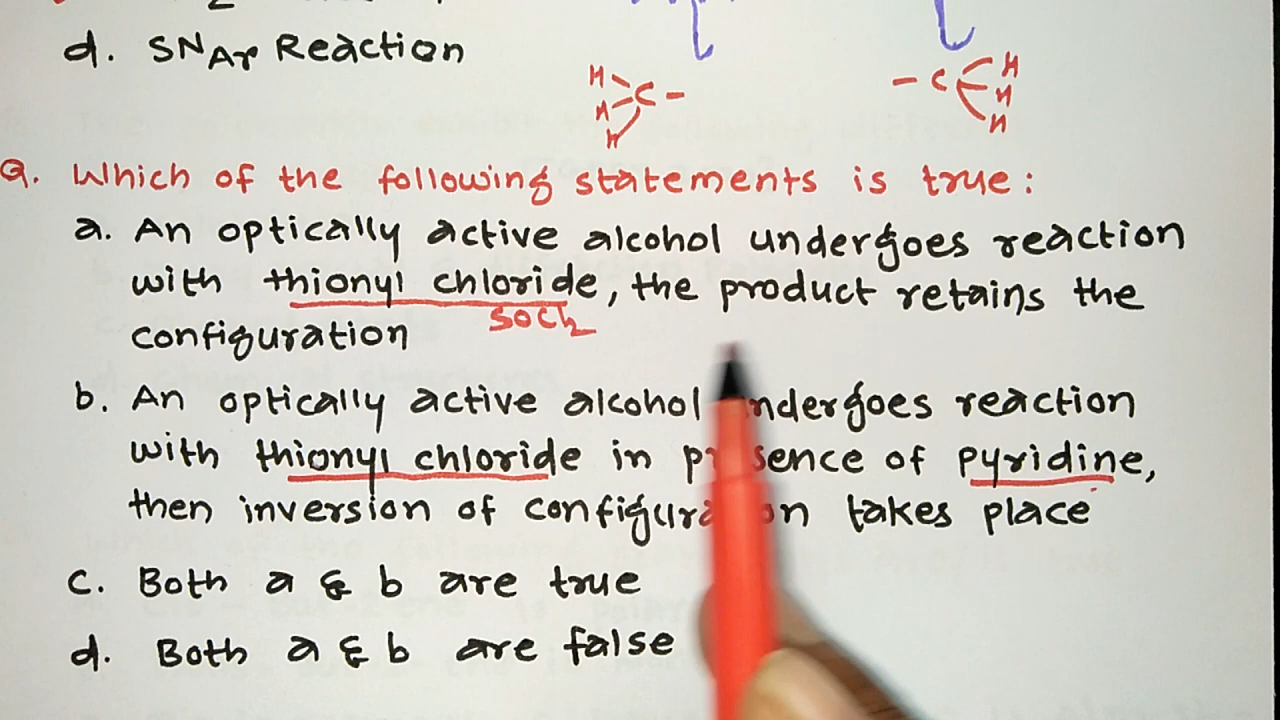 d. SNAr Reaction
H
H C -
H
- C H
H
H
Q. Which of the following statements is true:
a. An optically active alcohol undergoes reaction
with thionyl chloride, the product retains the
SOCl2
configuration
b. An optically active alcohol undergoes reaction
with thionyl chloride in presence of pyridine,
then inversion of configuration takes place
c. Both a & b are true
d. Both a & b are false